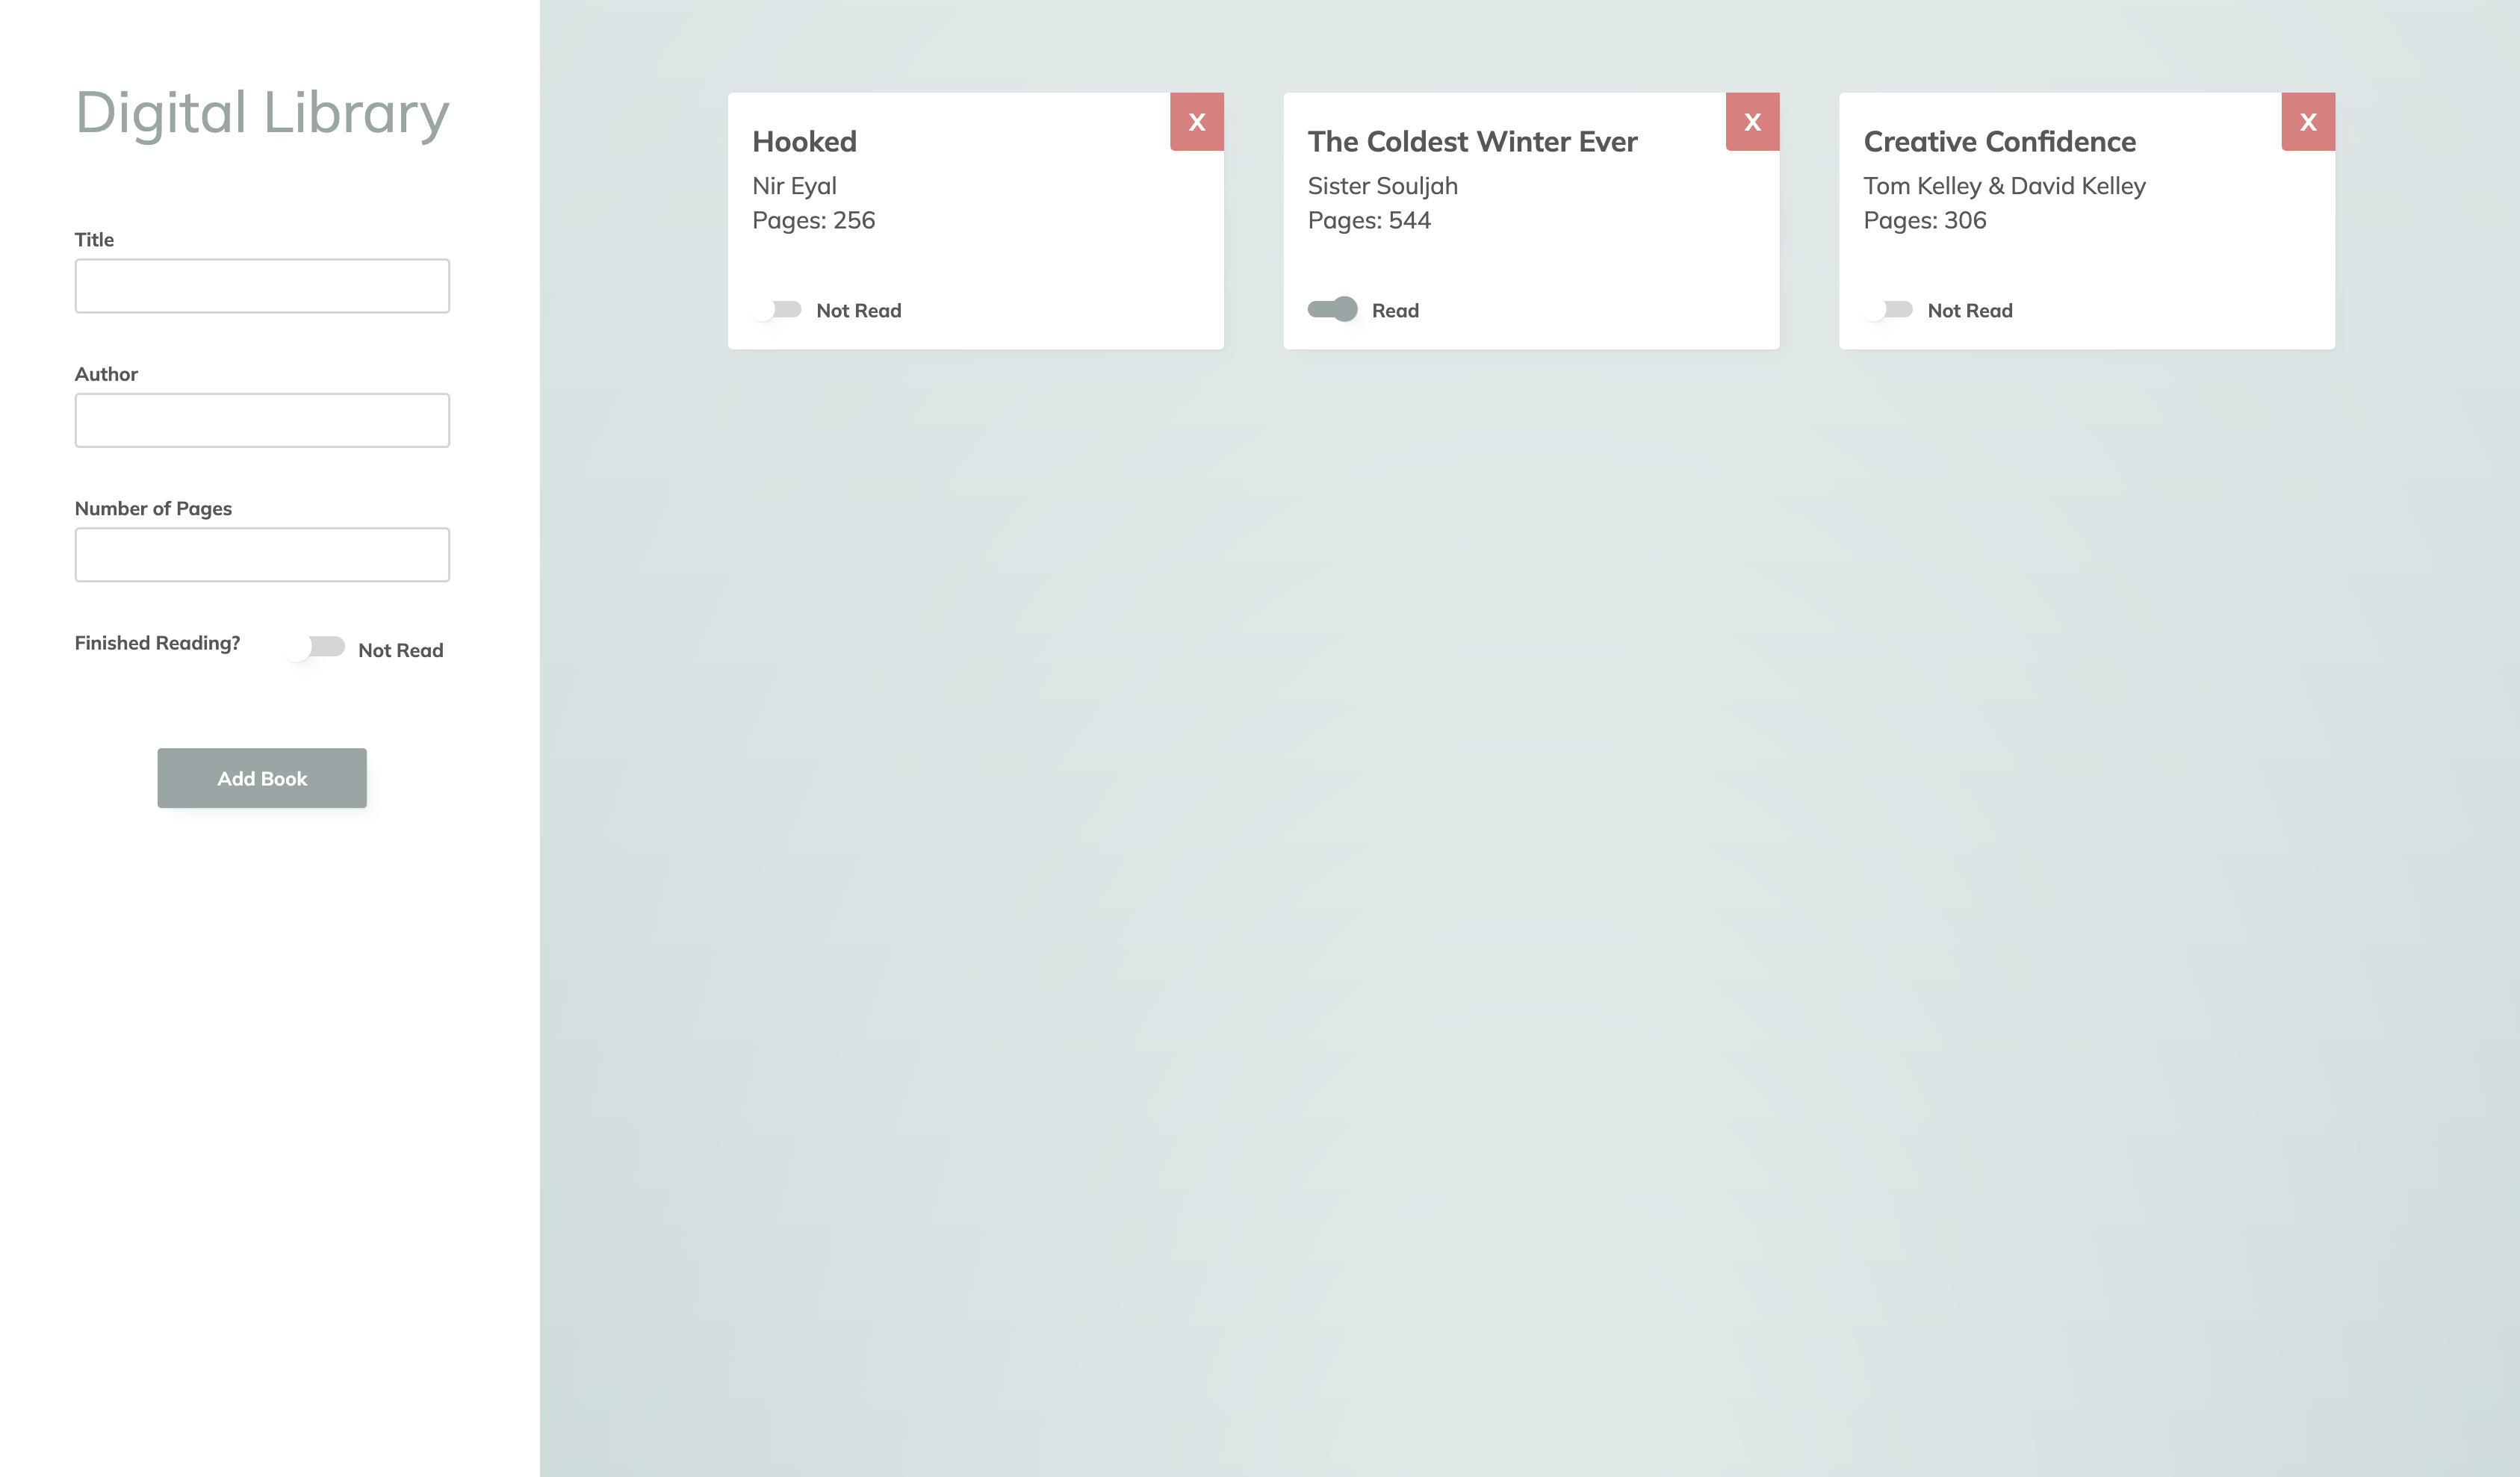 Digital Library
Title
Author
Number of Pages
Finished Reading?
Not Read
Add Book
Hooked
X
Nir Eyal
Pages: 256
Not Read
The Coldest Winter Ever
X
Sister Souljah
Pages: 544
Read
Creative Confidence
X
Tom Kelley & David Kelley
Pages: 306
Not Read